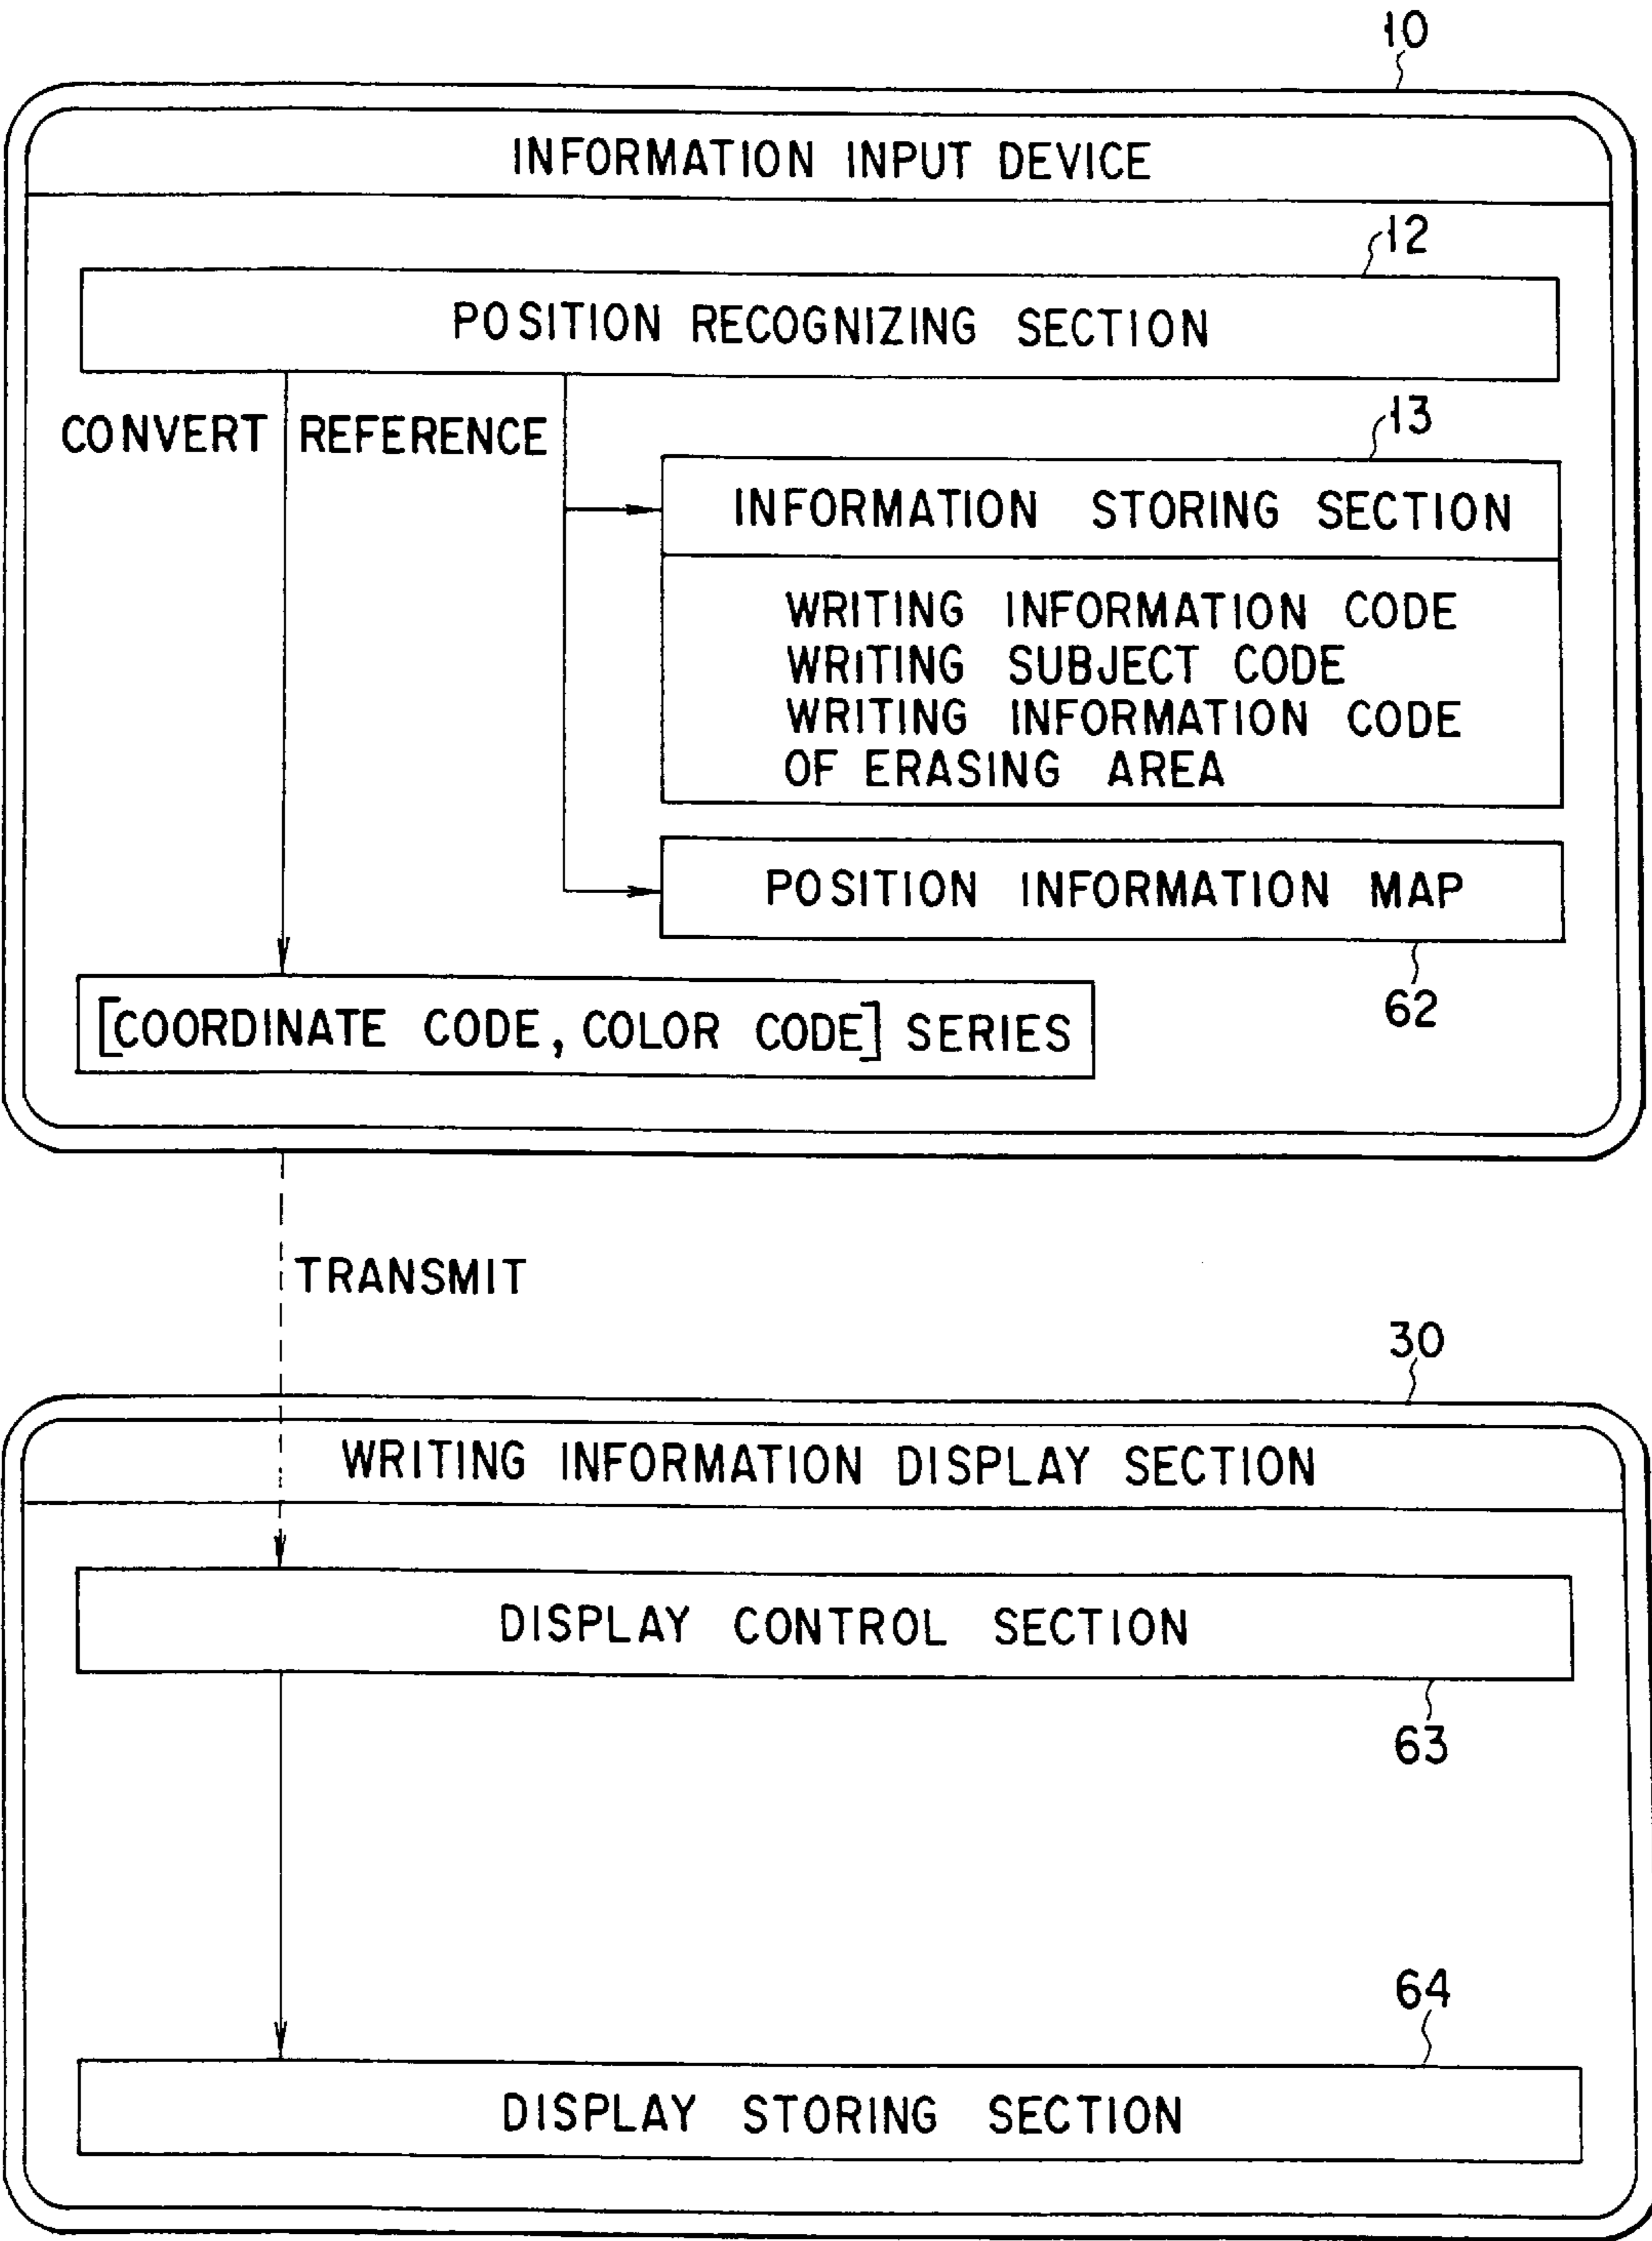 10
INFORMATION INPUT DEVICE
12
POSITION RECOGNIZING SECTION
CONVERT REFERENCE
13
INFORMATION STORING SECTION
WRITING INFORMATION CODE
WRITING SUBJECT CODE
WRITING INFORMATION CODE
OF ERASING AREA
POSITION INFORMATION MAP
62
[COORDINATE CODE, COLOR CODE] SERIES
TRANSMIT
30
WRITING INFORMATION DISPLAY SECTION
DISPLAY CONTROL SECTION
63
64
DISPLAY STORING SECTION